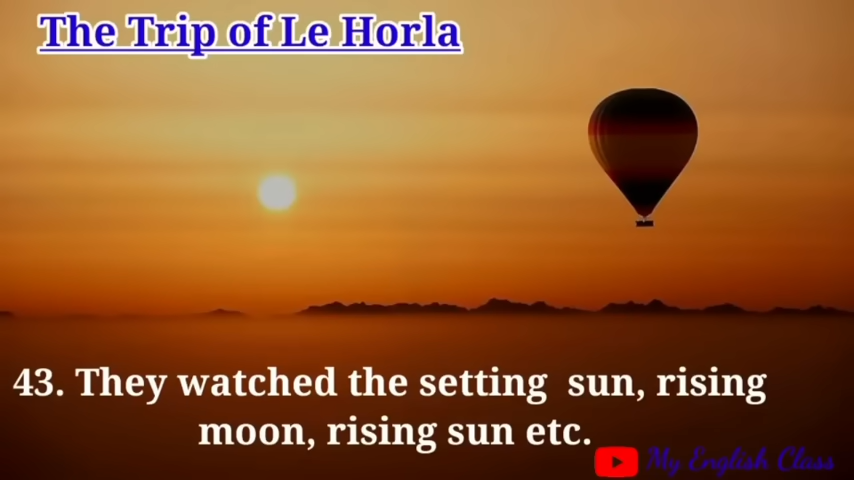 The Trip of Le Horla
43. They watched the setting sun, rising
moon, rising sun etc.
My English Class